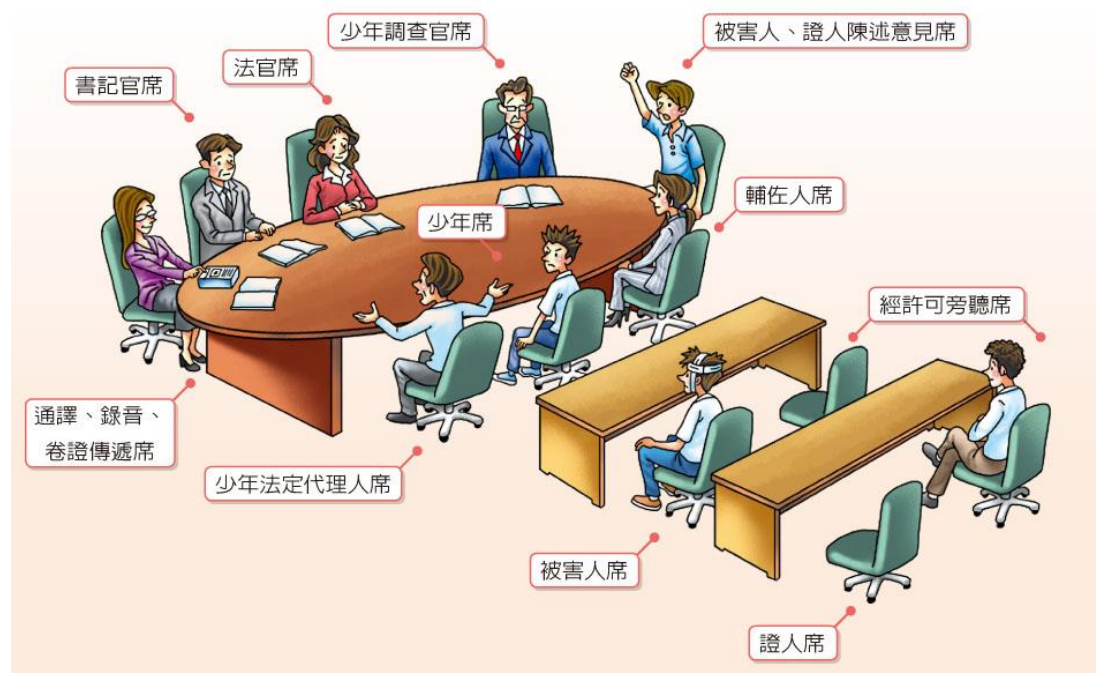 少年調查官席
被害人、證人陳述意見席
法官席
書記官席
輔佐人席
少年席
經許可旁聽席
通譯、錄音、
卷證傳遞席
少年法定代理人席
被害人席
證人席